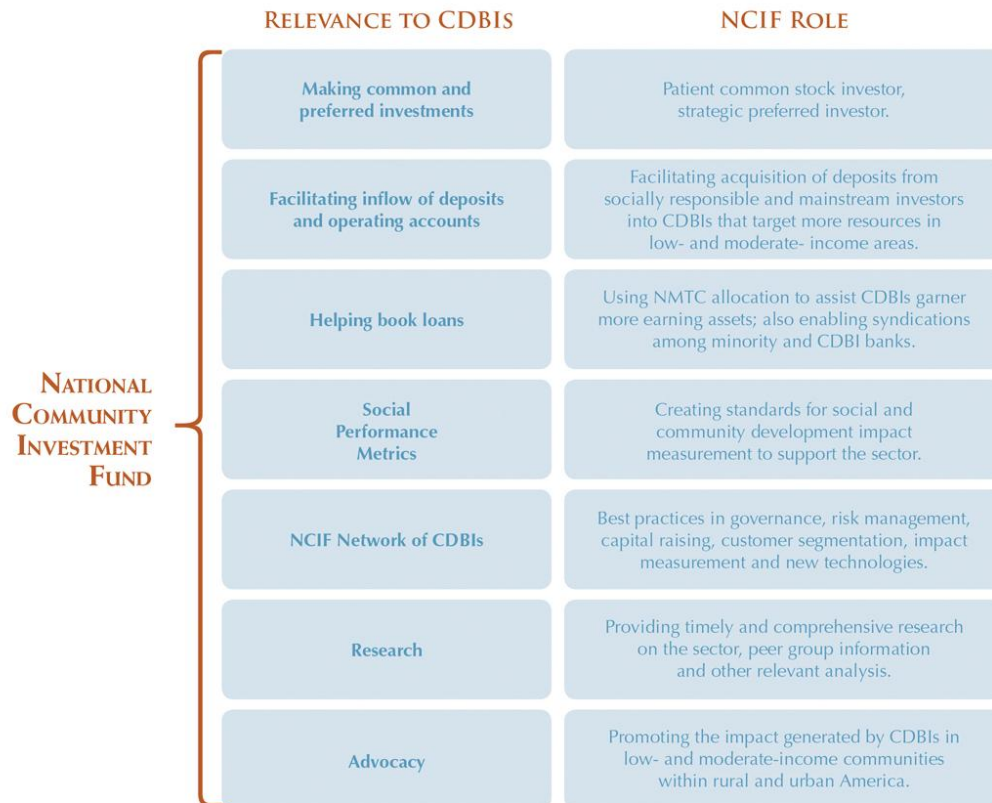 RELEVANCE TO CDBIS
NCIF ROLE
NATIONAL
COMMUNITY
INVESTMENT
FUND
Making common and
preferred investments
Patient common stock investor,
strategic preferred investor.
Facilitating inflow of deposits
and operating accounts
Facilitating acquisition of deposits from
socially responsible and mainstream investors
into CDBIs that target more resources in
low- and moderate- income areas.
Helping book loans
Using NMTC allocation to assist CDBIs garner
more earning assets; also enabling syndications
among minority and CDBI banks.
Social
Performance
Metrics
Creating standards for social and
community development impact
measurement to support the sector.
NCIF Network of CDBIs
Best practices in governance, risk management,
capital raising, customer segmentation, impact
measurement and new technologies.
Research
Providing timely and comprehensive research
on the sector, peer group information
and other relevant analysis.
Advocacy
Promoting the impact generated by CDBIs in
low- and moderate-income communities
within rural and urban America.